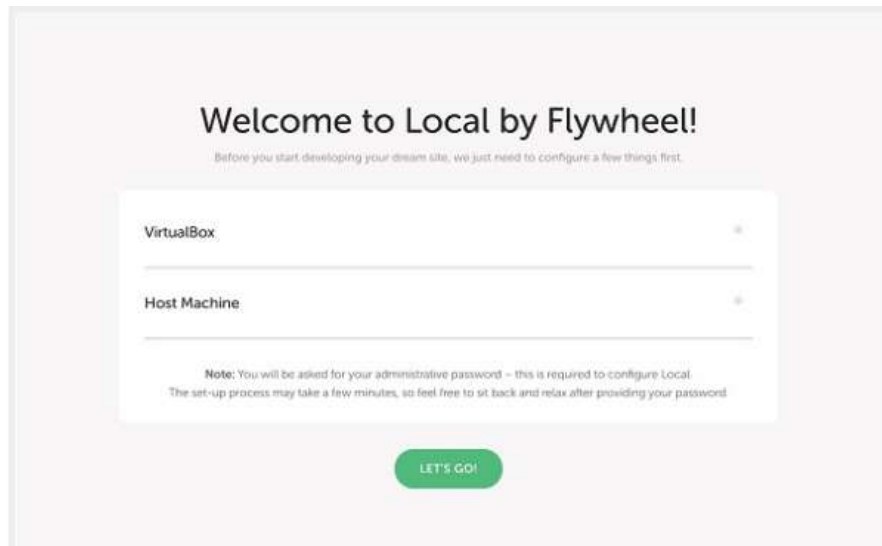 Welcome to Local by Flywheel!
Before you start developing your dream site, we just need to configure a few things first.
VirtualBox
Host Machine
Note: You will be asked for your administrative password – this is required to configure Local.
The set-up process may take a few minutes, so feel free to sit back and relax after providing your password.
LET'S GO!